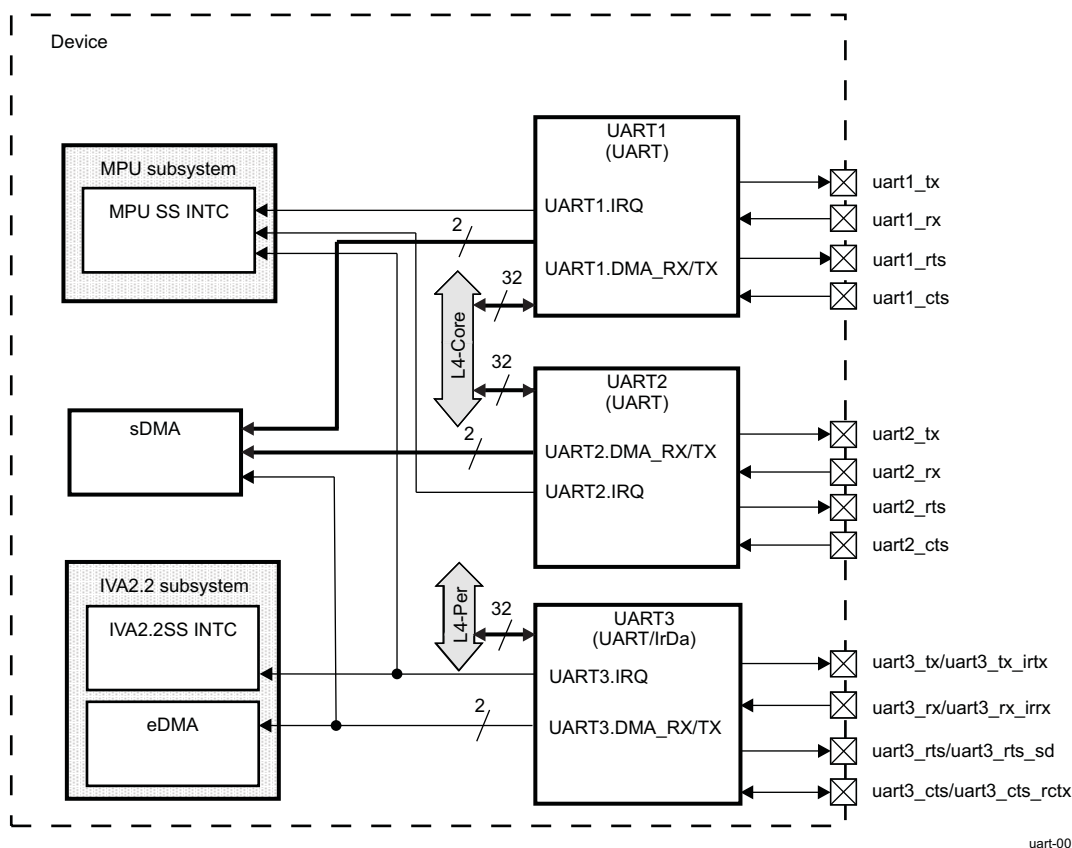 Device
MPU subsystem
MPU SS INTC
UART1
(UART)
UART1.IRQ
UART1.DMA_RX/TX
2
32
L4-Core
32
2
uart1_tx
uart1_rx
uart1_rts
uart1_cts
sDMA
UART2
(UART)
UART2.DMA_RX/TX
UART2.IRQ
uart2_tx
uart2_rx
uart2_rts
uart2_cts
IVA2.2 subsystem
IVA2.2SS INTC
eDMA
L4-Per
32
2
UART3
(UART/IrDa)
UART3.IRQ
UART3.DMA_RX/TX
uart3_tx/uart3_tx_irtx
uart3_rx/uart3_rx_irrx
uart3_rts/uart3_rts_sd
uart3_cts/uart3_cts_rctx
uart-00